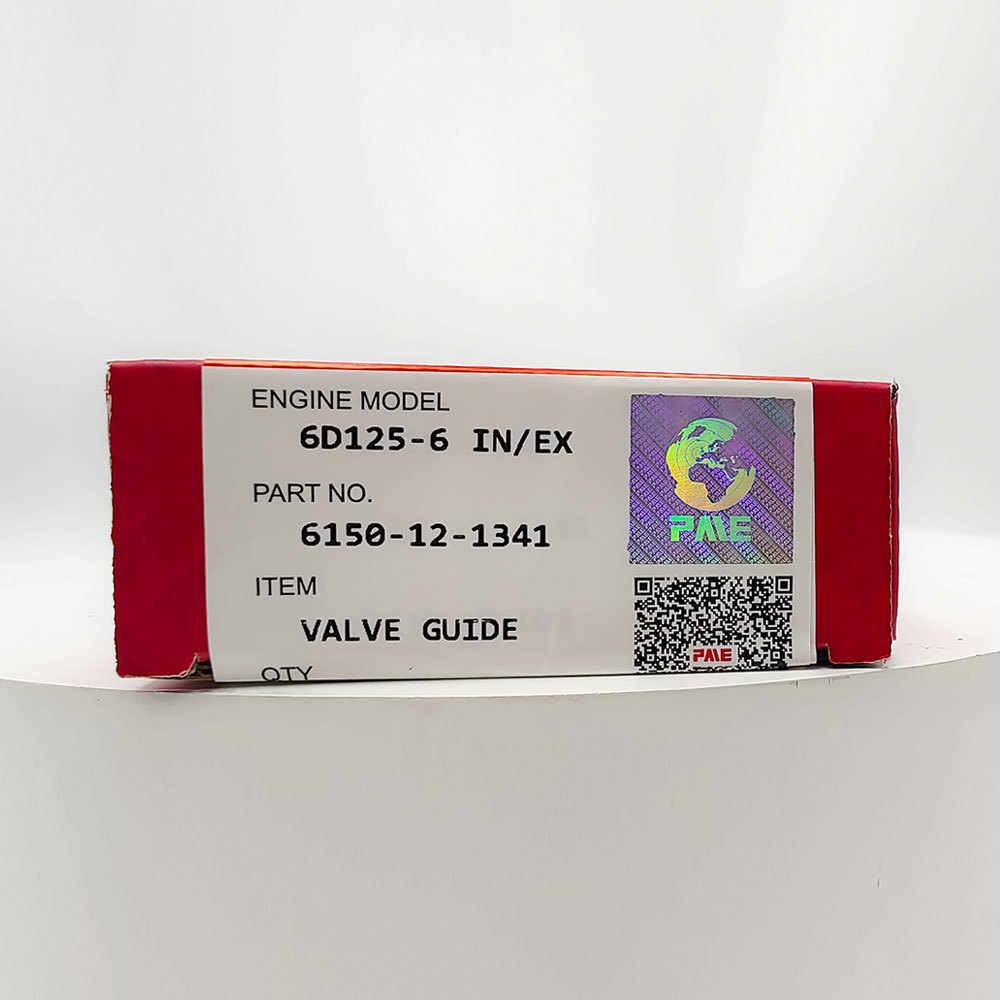 ENGINE MODEL
6D125-6 IN/EX
PART NO.
6150-12-1341
ITEM
VALVE GUIDE
QTY
PME
PME